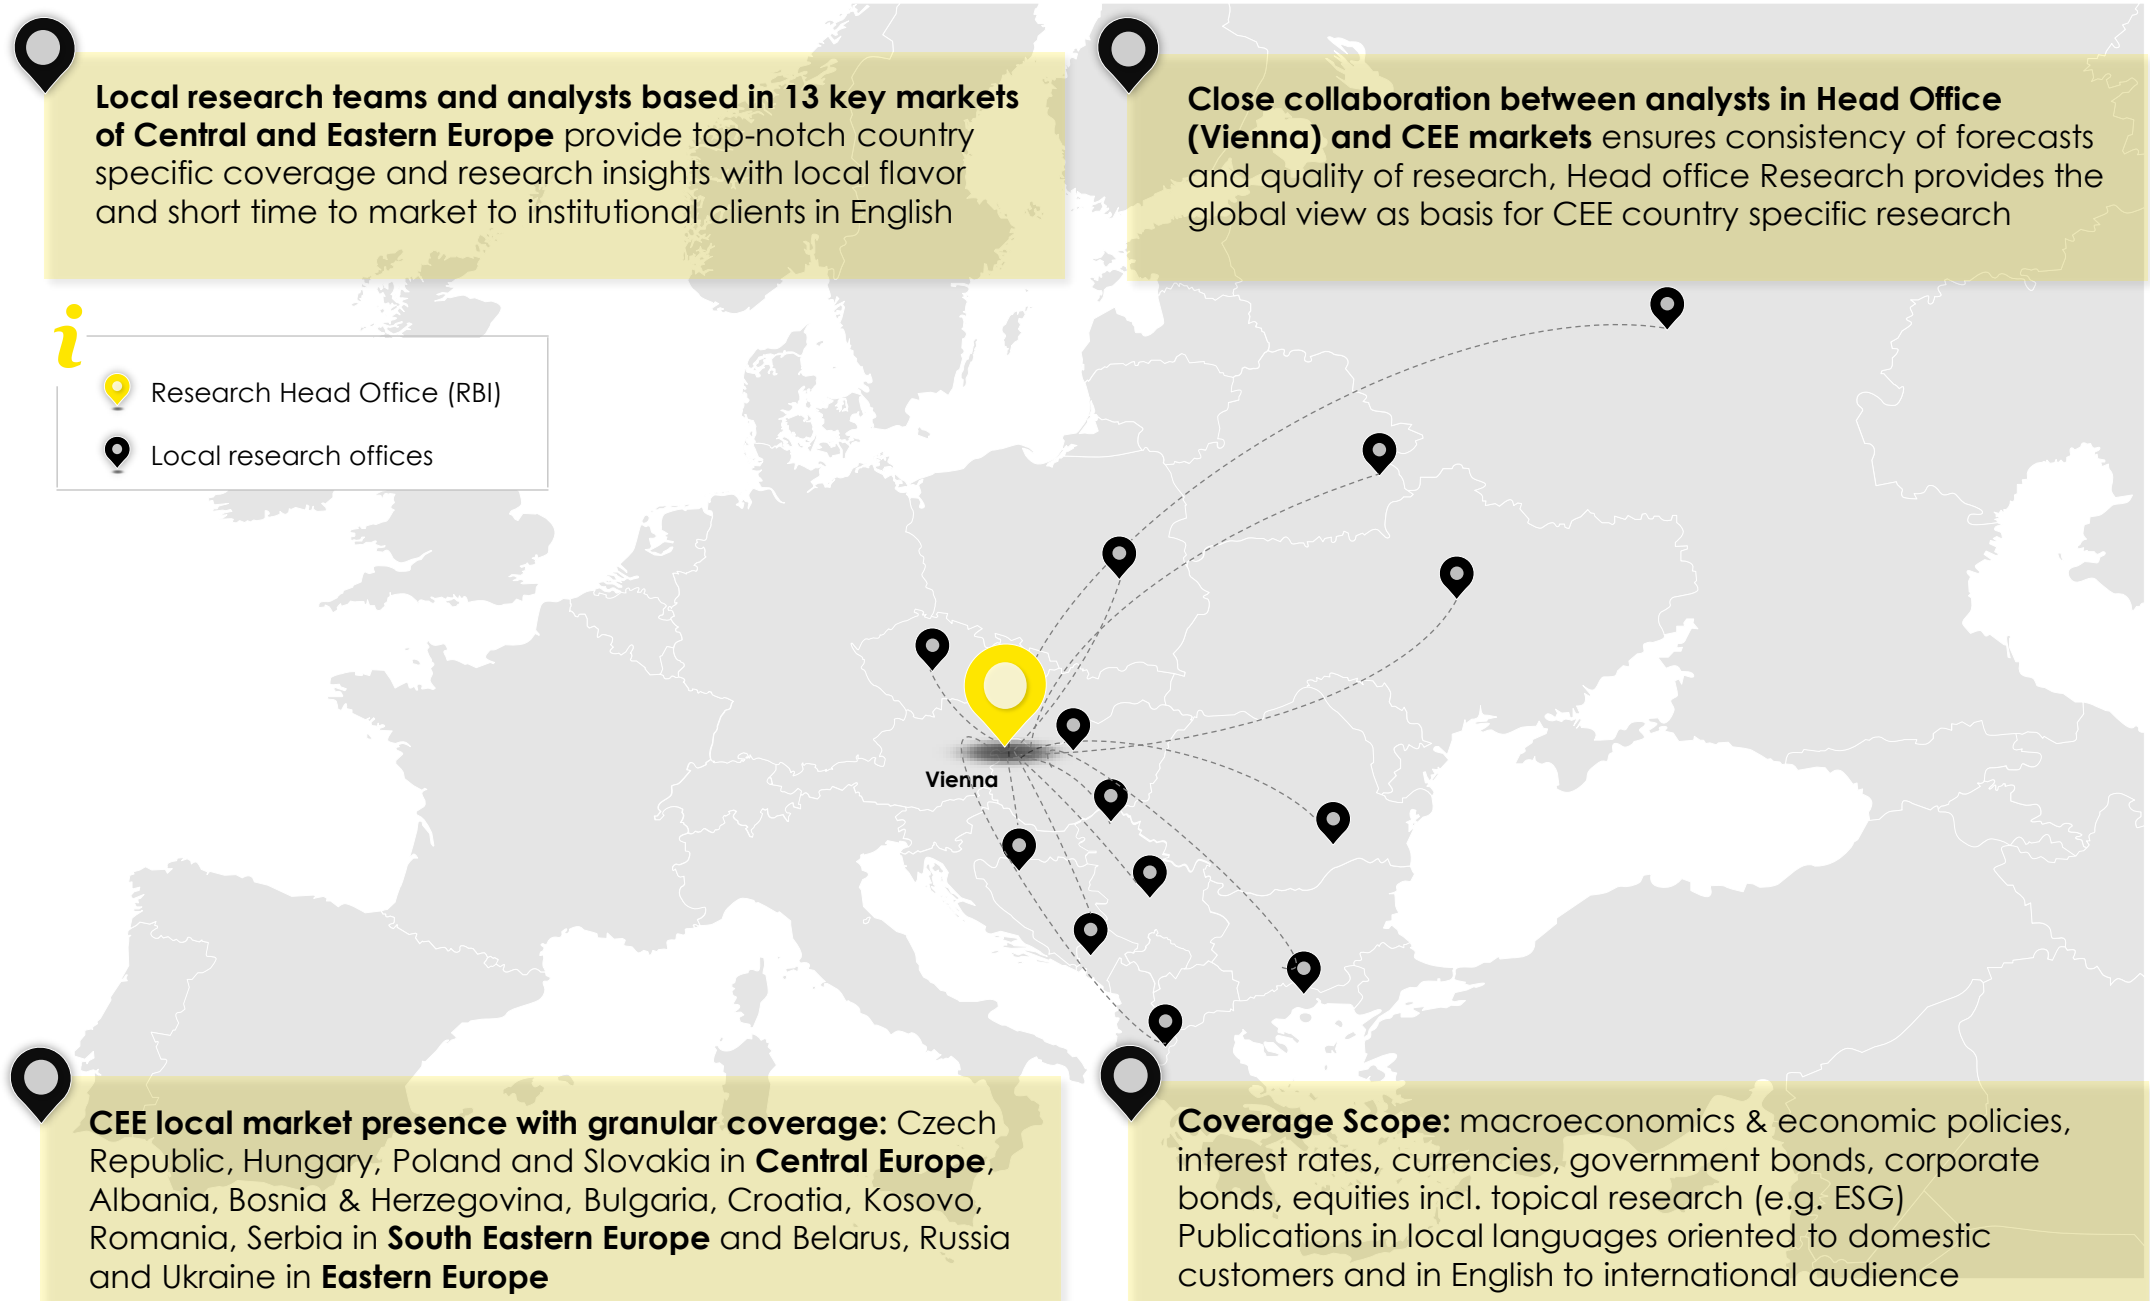 Local research teams and analysts based in 13 key markets
of Central and Eastern Europe provide top-notch country
specific coverage and research insights with local flavor
and short time to market to institutional clients in English
Close collaboration between analysts in Head Office
(Vienna) and CEE markets ensures consistency of forecasts
and quality of research, Head office Research provides the
global view as basis for CEE country specific research
i
Research Head Office (RBI)
Local research offices
Vienna
CEE local market presence with granular coverage: Czech
Republic, Hungary, Poland and Slovakia in Central Europe,
Albania, Bosnia & Herzegovina, Bulgaria, Croatia, Kosovo,
Romania, Serbia in South Eastern Europe and Belarus, Russia
and Ukraine in Eastern Europe
Coverage Scope: macroeconomics & economic policies,
interest rates, currencies, government bonds, corporate
bonds, equities incl. topical research (e.g. ESG)
Publications in local languages oriented to domestic
customers and in English to international audience